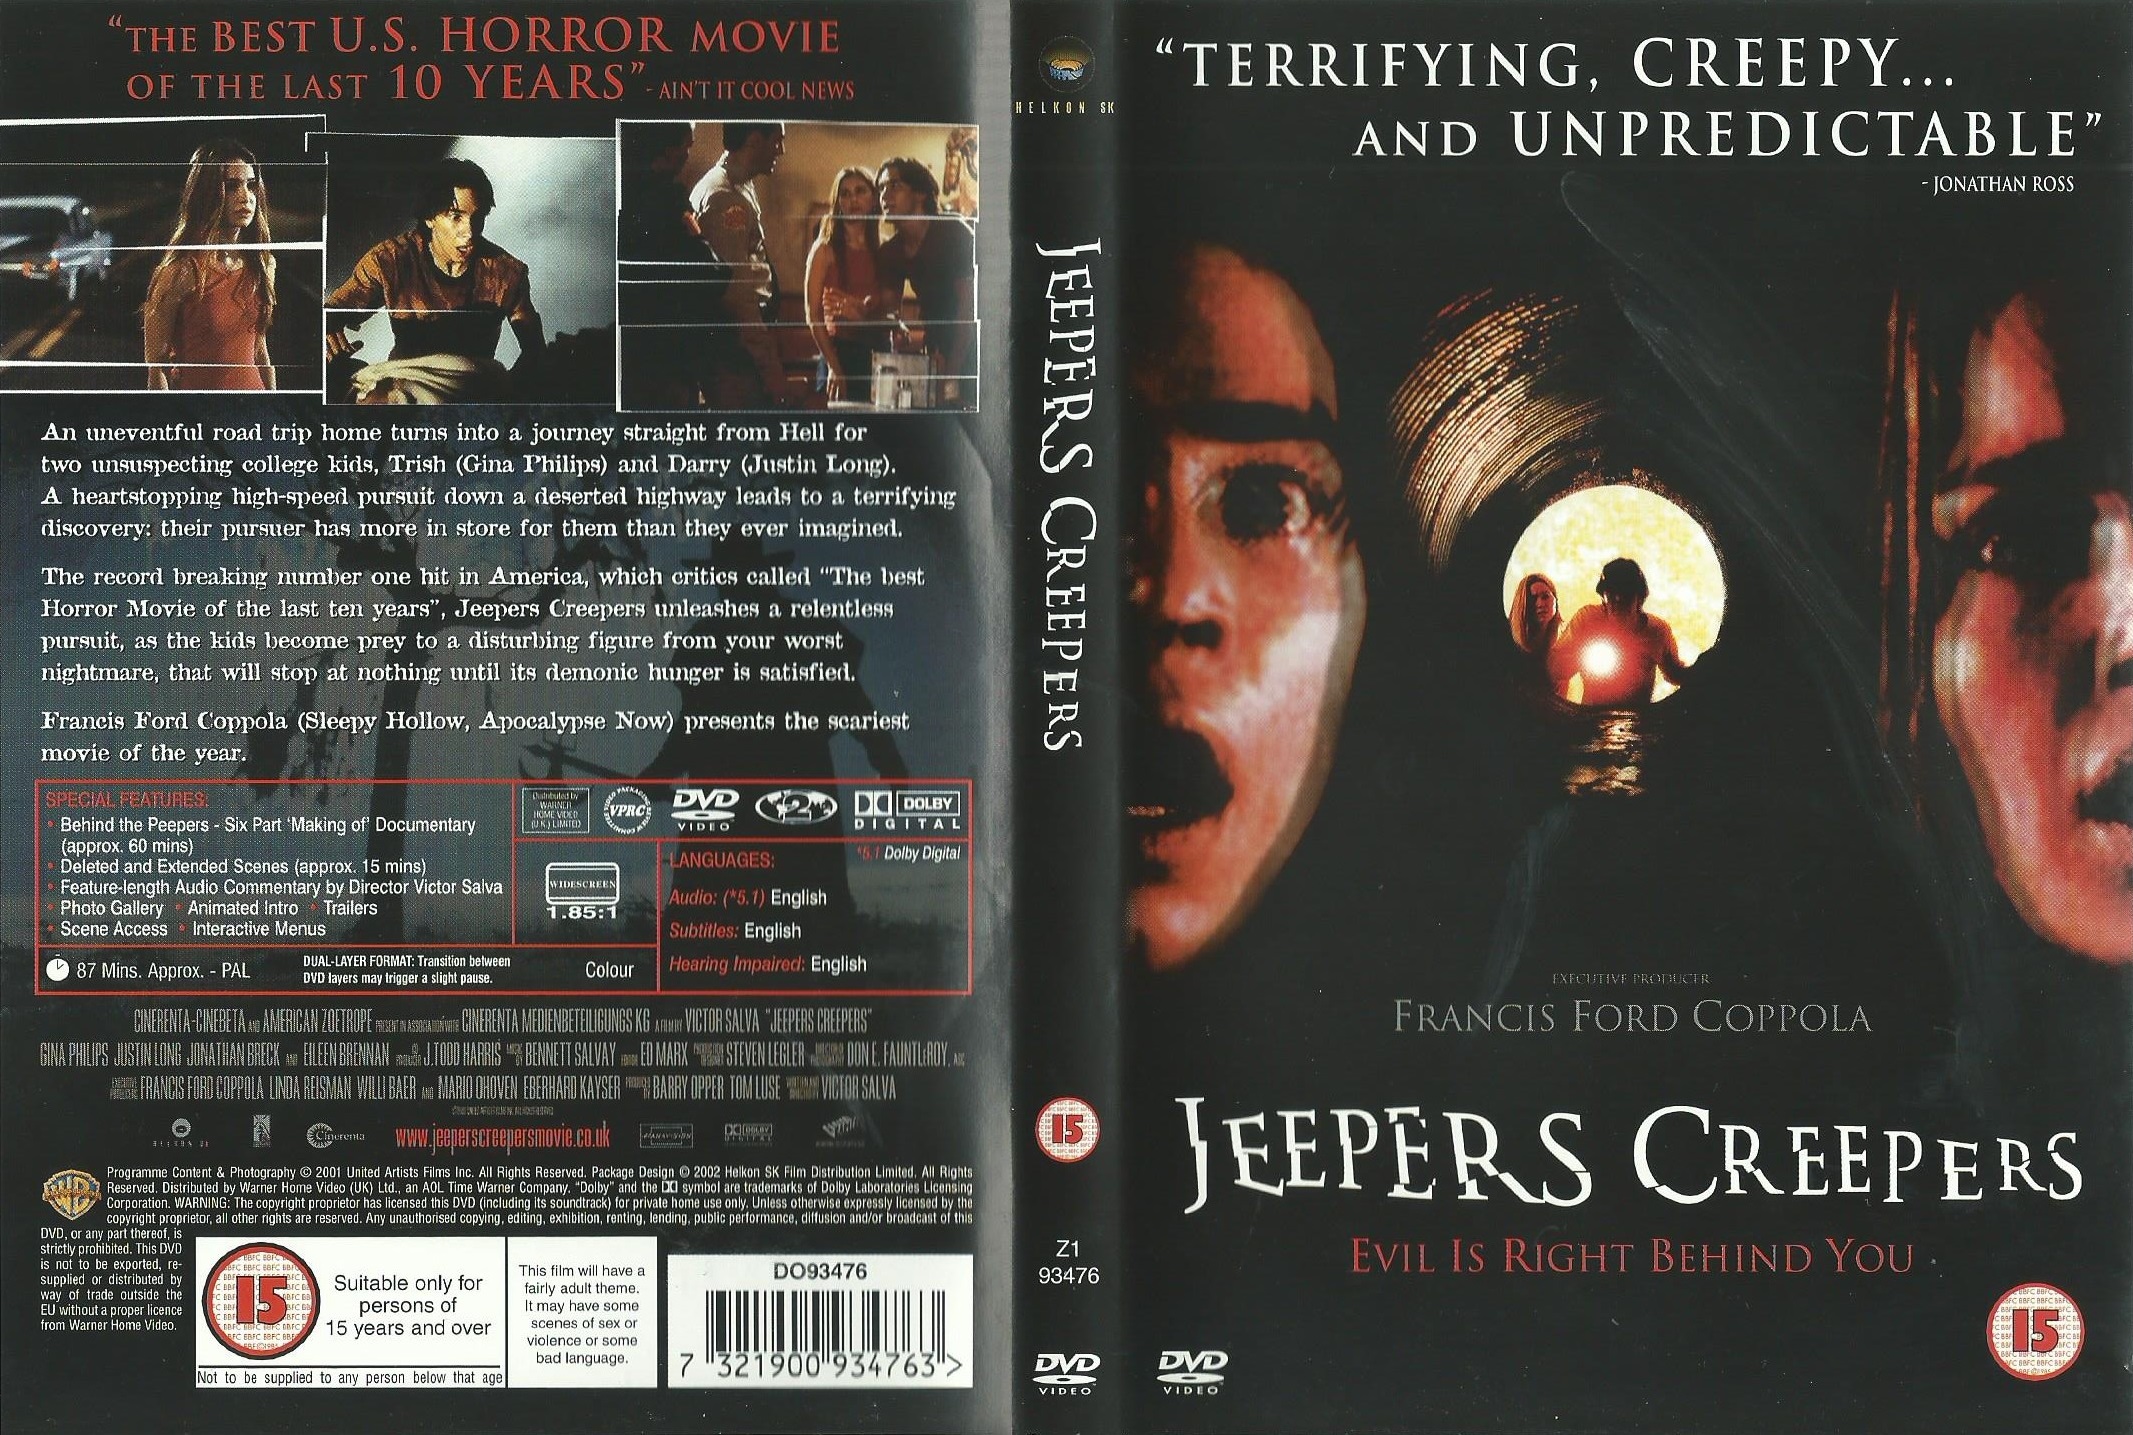 “THE BEST U.S. HORROR MOVIE
OF THE LAST 10 YEARS” - AIN'T IT COOL NEWS
An uneventful road trip home turns into a journey straight from Hell for
two unsuspecting college kids, Trish (Gina Philips) and Darry (Justin Long).
A heartstopping high-speed pursuit down a deserted highway leads to a terrifying
discovery: their pursuer has more in store for them than they ever imagined.
The record breaking number one hit in America, which critics called "The best
Horror Movie of the last ten years", Jeepers Creepers unleashes a relentless
pursuit, as the kids become prey to a disturbing figure from your worst
nightmare, that will stop at nothing until its demonic hunger is satisfied.
Francis Ford Coppola (Sleepy Hollow, Apocalypse Now) presents the scariest
movie of the year.
SPECIAL FEATURES:
• Behind the Peepers - Six Part 'Making of' Documentary
(approx. 60 mins)
• Deleted and Extended Scenes (approx. 15 mins)
• Feature-length Audio Commentary by Director Victor Salva
• Photo Gallery • Animated Intro • Trailers
• Scene Access • Interactive Menus
87 Mins. Approx. - PAL
DUAL-LAYER FORMAT: Transition between
DVD layers may trigger a slight pause.
Colour
Distributed by
WARNER
HOME VIDEO
(U.K.) LIMITED
VPRC
DVD
VIDEO
2
DOLBY
DIGITAL
WIDESCREEN
1.85:1
*5.1 Dolby Digital
LANGUAGES:
Audio: (*5.1) English
Subtitles: English
Hearing Impaired: English
CINERENTA-CINEBETA AND AMERICAN ZOETROPE PRESENT IN ASSOCIATION WITH CINERENTA MEDIENBETEILIGUNGS KG A FILM BY VICTOR SALVA "JEEPERS CREEPERS"
GINA PHILIPS JUSTIN LONG JONATHAN BRECK AND EILEEN BRENNAN J.TODD HARRIS BENNETT SALVAY ED MARX STEVEN LEGLER DON E. FAUNTLEROY, ASC
FRANCIS FORD COPPOLA LINDA REISMAN WILLI BAER AND MARIO OHOVEN EBERHARD KAYSER BARRY OPPER TOM LUSE VICTOR SALVA
HELKON SK
Cinerenta
www.jeeperscreepersmovie.co.uk
PANAVISION
DOLBY
DIGITAL
Programme Content & Photography © 2001 United Artists Films Inc. All Rights Reserved. Package Design © 2002 Helkon SK Film Distribution Limited. All Rights
Reserved. Distributed by Warner Home Video (UK) Ltd., an AOL Time Warner Company. "Dolby" and the DD symbol are trademarks of Dolby Laboratories Licensing
Corporation. WARNING: The copyright proprietor has licensed this DVD (including its soundtrack) for private home use only. Unless otherwise expressly licensed by the
copyright proprietor, all other rights are reserved. Any unauthorised copying, editing, exhibition, renting, lending, public performance, diffusion and/or broadcast of this
DVD, or any part thereof, is
strictly prohibited. This DVD
is not to be exported, re-
supplied or distributed by
way of trade outside the
EU without a proper licence
from Warner Home Video.
15
Suitable only for
persons of
15 years and over
Not to be supplied to any person below that age
This film will have a
fairly adult theme.
It may have some
scenes of sex or
violence or some
bad language.
DO93476
7 321900 934763 >
HELKON SK
JEEPERS CREEPERS
15
Z1
93476
DVD
VIDEO
“TERRIFYING, CREEPY...
AND UNPREDICTABLE”
- JONATHAN ROSS
EXECUTIVE PRODUCER
FRANCIS FORD COPPOLA
JEEPERS CREEPERS
EVIL IS RIGHT BEHIND YOU
15
DVD
VIDEO